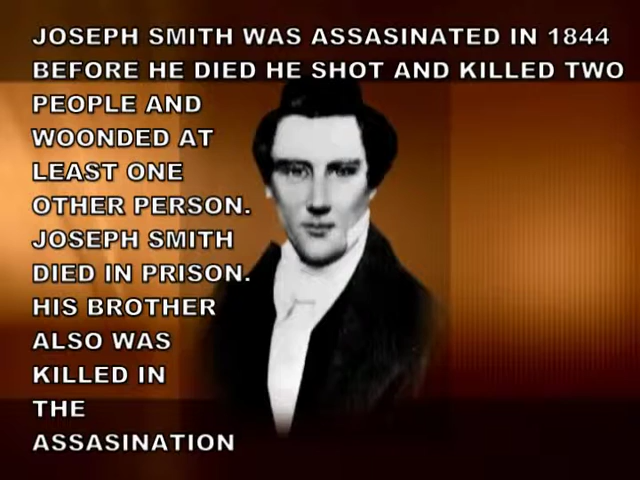 JOSEPH SMITH WAS ASSASINATED IN 1844
BEFORE HE DIED HE SHOT AND KILLED TWO
PEOPLE AND
WOONDED AT
LEAST ONE
OTHER PERSON.
JOSEPH SMITH
DIED IN PRISON.
HIS BROTHER
ALSO WAS
KILLED IN
THE
ASSASINATION